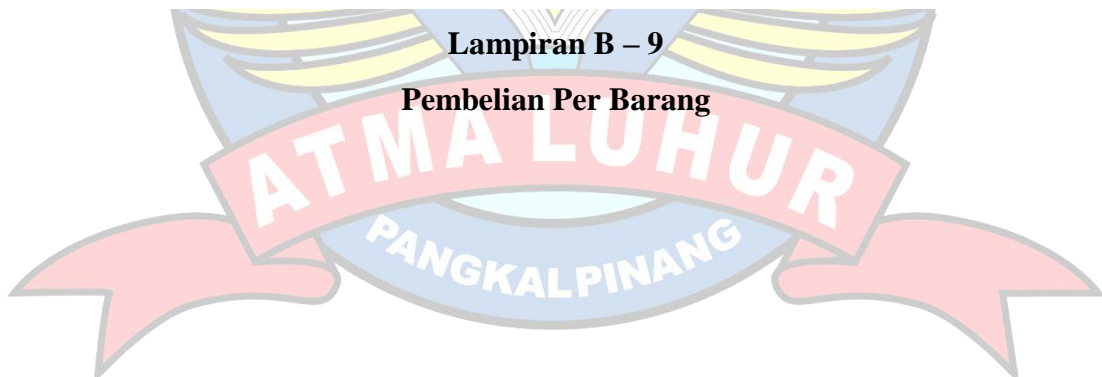 Lampiran B – 9
Pembelian Per Barang
ATMA LUHUR
PANGKALPINANG